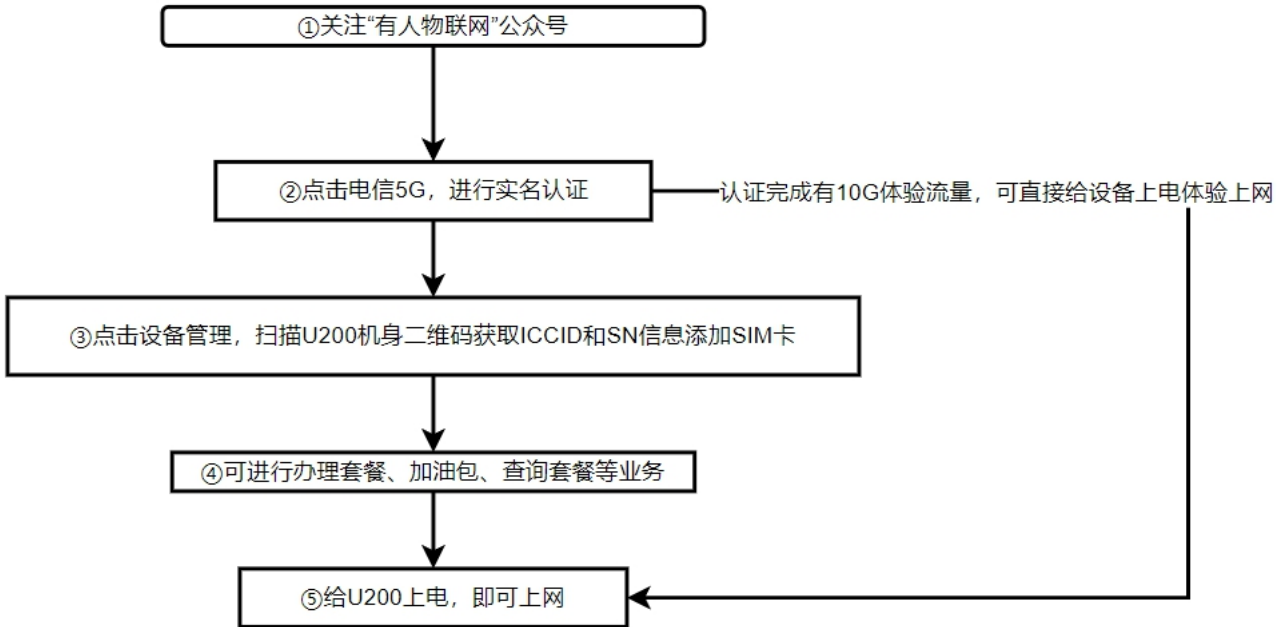 ①关注“有人物联网”公众号
②点击电信5G，进行实名认证
认证完成有10G体验流量，可直接给设备上电体验上网
③点击设备管理，扫描U200机身二维码获取ICCID和SN信息添加SIM卡
④可进行办理套餐、加油包、查询套餐等业务
⑤给U200上电，即可上网